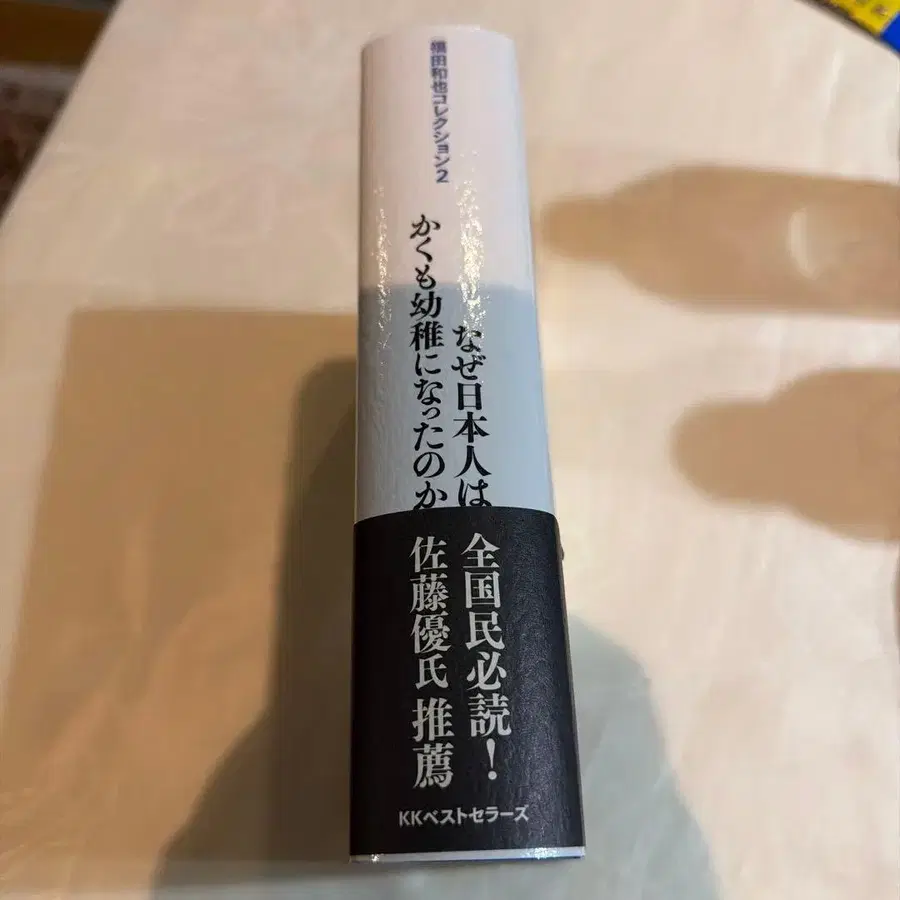 福田和也コレクション2
なぜ日本人は
かくも幼稚になったのか
全国民必読！
佐藤優氏 推薦
KKベストセラーズ